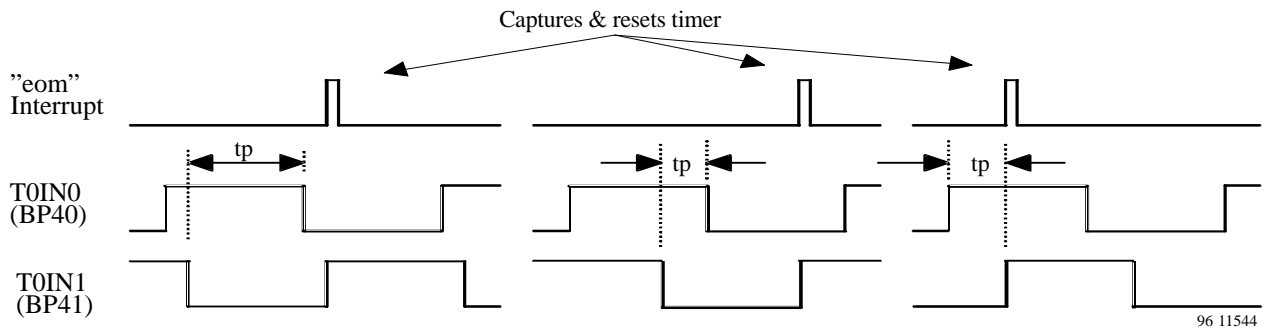 Captures & resets timer
”eom”
Interrupt
tp
tp
tp
T0IN0
(BP40)
T0IN1
(BP41)
96 11544